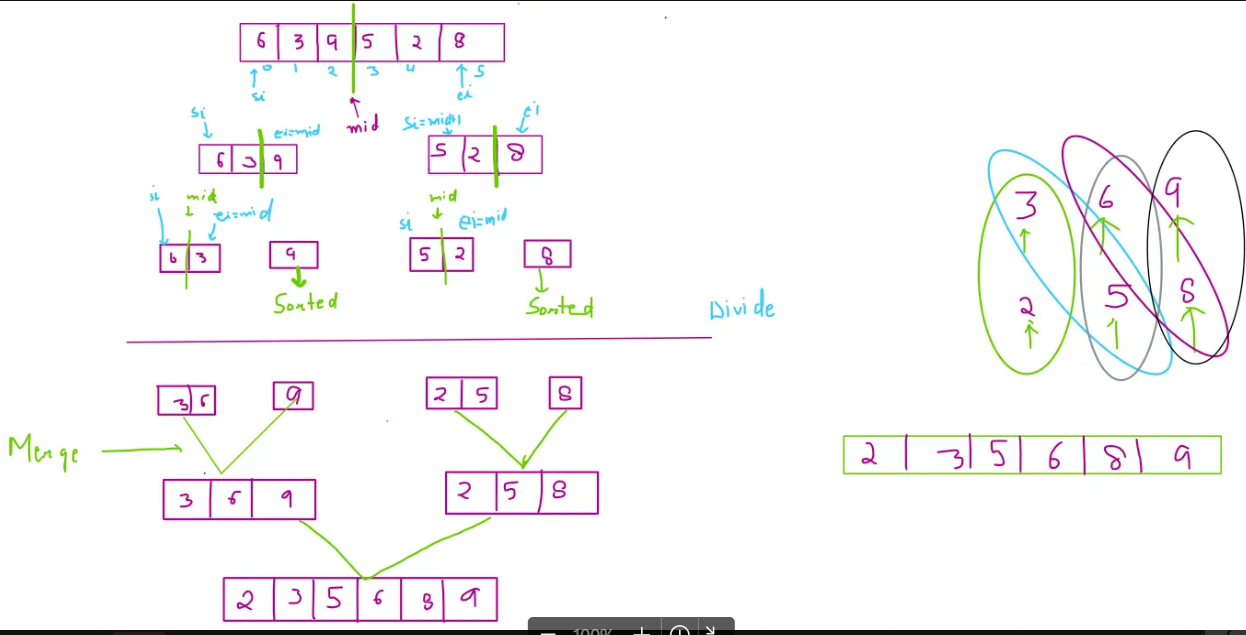 6 3 9 5 2 8
0 1 2 3 4 5
si ei
si ei=mid mid si=mid+1 ei
6 3 9 5 2 8
si mid ei=mid mid si ei=mid
6 3 9 5 2 8
Sorted Sorted
Divide
3 6 9 2 5 8
Merge
3 6 9 2 5 8
2 3 5 6 8 9
3 6 9
2 5 8
2 3 5 6 8 9
100%